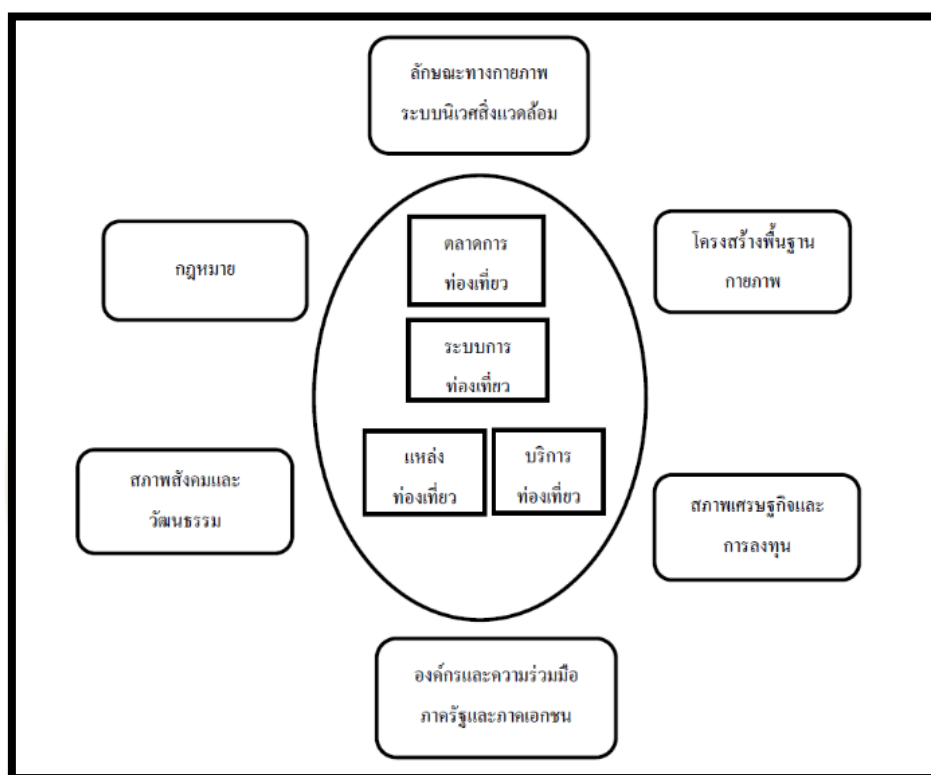 ลักษณะทางกายภาพ
ระบบนิเวศสิ่งแวดล้อม
กฎหมาย
ตลาดการ
ท่องเที่ยว
โครงสร้างพื้นฐาน
กายภาพ
ระบบการ
ท่องเที่ยว
สภาพสังคมและ
วัฒนธรรม
แหล่ง
ท่องเที่ยว
บริการ
ท่องเที่ยว
สภาพเศรษฐกิจและ
การลงทุน
องค์กรและความร่วมมือ
ภาครัฐและภาคเอกชน